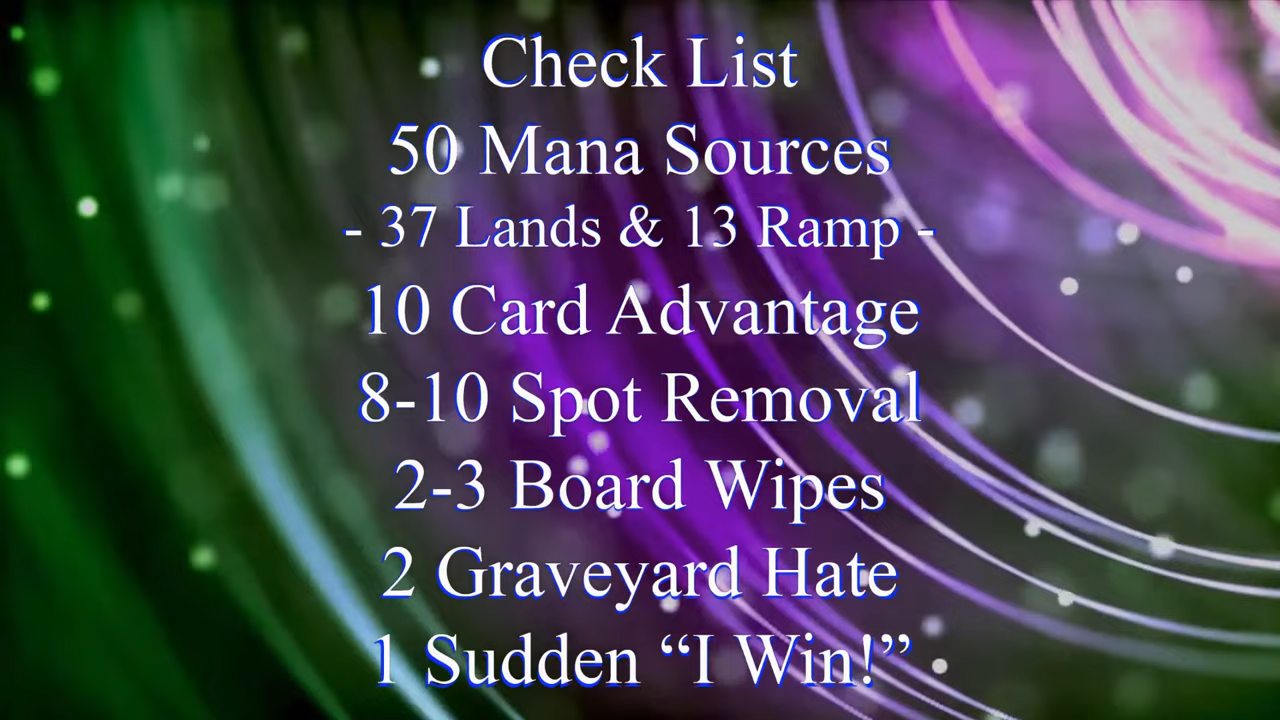 Check List
50 Mana Sources
- 37 Lands & 13 Ramp -
10 Card Advantage
8-10 Spot Removal
2-3 Board Wipes
2 Graveyard Hate
1 Sudden “I Win!”